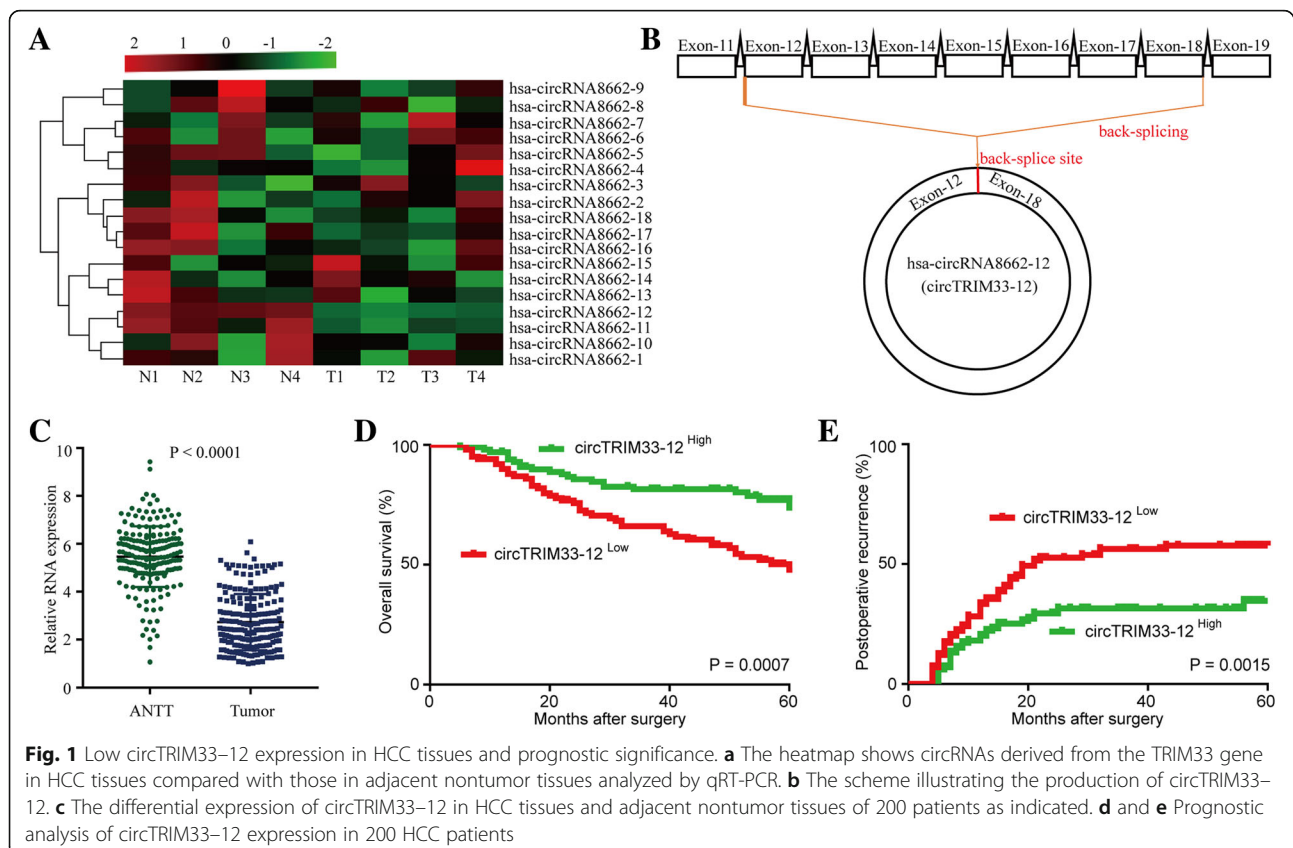 A
2 1 0 -1 -2
hsa-circRNA8662-9
hsa-circRNA8662-8
hsa-circRNA8662-7
hsa-circRNA8662-6
hsa-circRNA8662-5
hsa-circRNA8662-4
hsa-circRNA8662-3
hsa-circRNA8662-2
hsa-circRNA8662-18
hsa-circRNA8662-17
hsa-circRNA8662-16
hsa-circRNA8662-15
hsa-circRNA8662-14
hsa-circRNA8662-13
hsa-circRNA8662-12
hsa-circRNA8662-11
hsa-circRNA8662-10
hsa-circRNA8662-1
N1 N2 N3 N4 T1 T2 T3 T4
B
Exon-11 Exon-12 Exon-13 Exon-14 Exon-15 Exon-16 Exon-17 Exon-18 Exon-19
back-splicing
back-splice site
Exon-12 Exon-18
hsa-circRNA8662-12
(circTRIM33-12)
C
P < 0.0001
Relative RNA expression
10
8
6
4
2
0
ANTT Tumor
D
Overall survival (%)
100
50
circTRIM33-12 High
circTRIM33-12 Low
P = 0.0007
0 20 40 60
Months after surgery
E
Postoperative recurrence (%)
100
50
0
circTRIM33-12 Low
circTRIM33-12 High
P = 0.0015
0 20 40 60
Months after surgery
Fig. 1 Low circTRIM33–12 expression in HCC tissues and prognostic significance. a The heatmap shows circRNAs derived from the TRIM33 gene
in HCC tissues compared with those in adjacent nontumor tissues analyzed by qRT-PCR. b The scheme illustrating the production of circTRIM33–
12. c The differential expression of circTRIM33–12 in HCC tissues and adjacent nontumor tissues of 200 patients as indicated. d and e Prognostic
analysis of circTRIM33–12 expression in 200 HCC patients